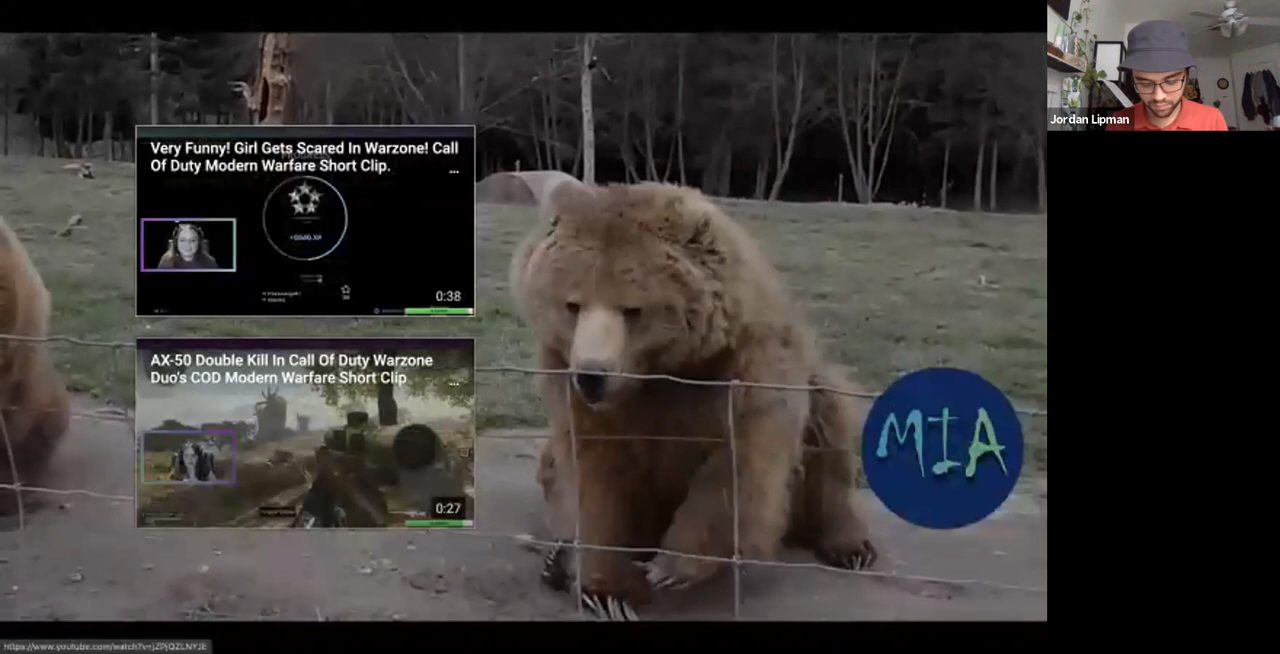 Very Funny! Girl Gets Scared In Warzone! Call
Of Duty Modern Warfare Short Clip.
0:38
AX-50 Double Kill In Call Of Duty Warzone
Duo's COD Modern Warfare Short Clip
0:27
MIA
Jordan Lipman